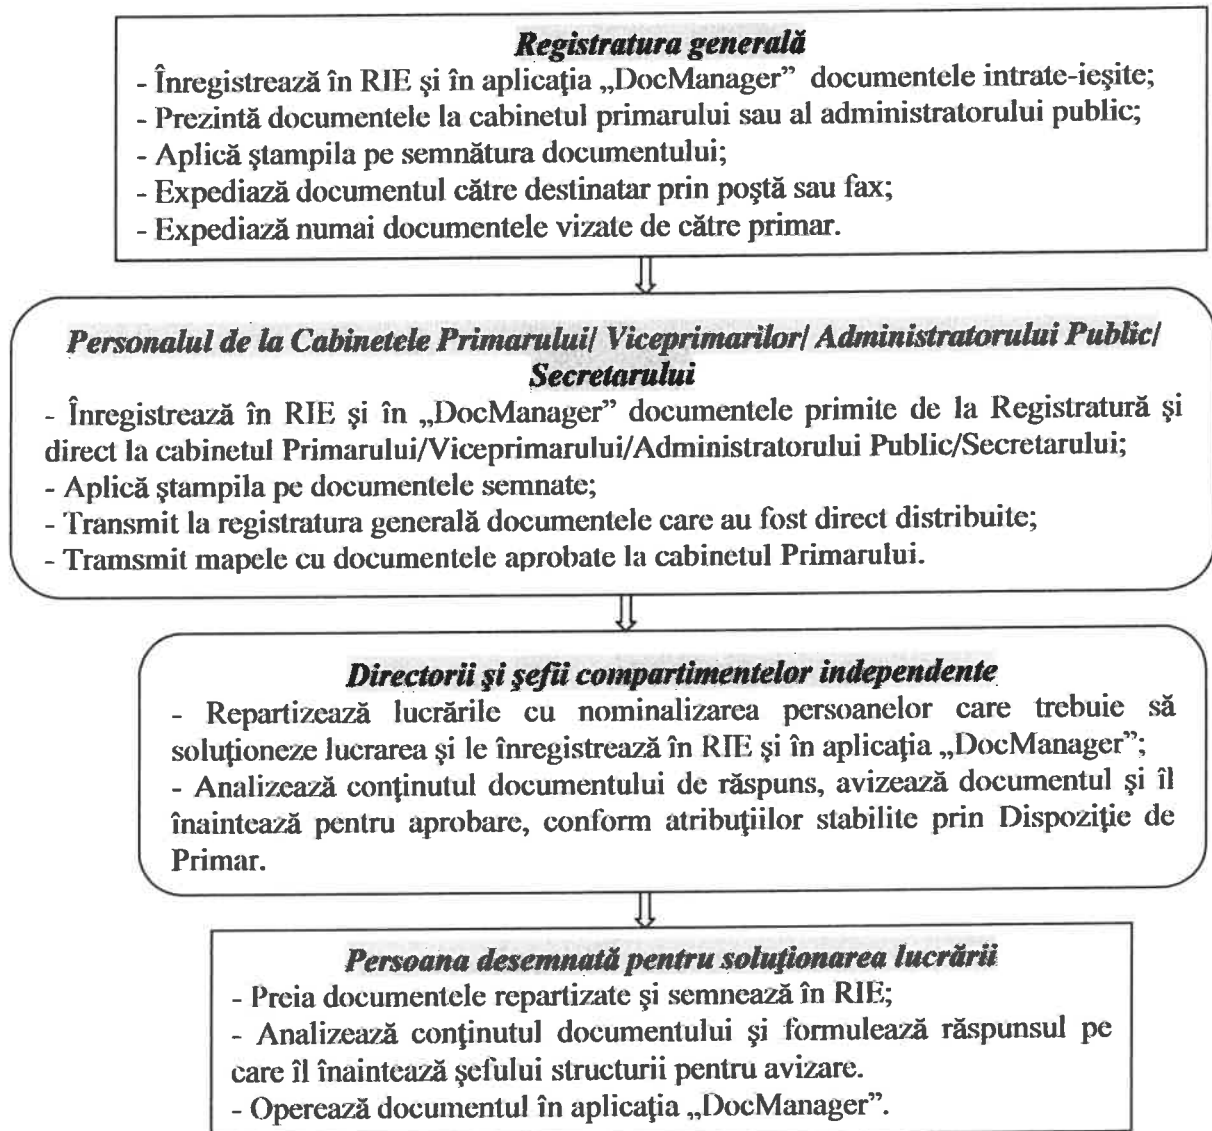 Registratura generală
- Înregistrează în RIE şi în aplicaţia „DocManager” documentele intrate-ieşite;
- Prezintă documentele la cabinetul primarului sau al administratorului public;
- Aplică ştampila pe semnătura documentului;
- Expediază documentul către destinatar prin poştă sau fax;
- Expediază numai documentele vizate de către primar.
Personalul de la Cabinetele Primarului/ Viceprimarilor/ Administratorului Public/
Secretarului
- Înregistrează în RIE şi în „DocManager” documentele primite de la Registratură şi
direct la cabinetul Primarului/Viceprimarului/Administratorului Public/Secretarului;
- Aplică ştampila pe documentele semnate;
- Transmit la registratura generală documentele care au fost direct distribuite;
- Tramsmit mapele cu documentele aprobate la cabinetul Primarului.
Directorii şi şefii compartimentelor independente
- Repartizează lucrările cu nominalizarea persoanelor care trebuie să
soluţioneze lucrarea şi le înregistrează în RIE şi în aplicaţia „DocManager”;
- Analizează conţinutul documentului de răspuns, avizează documentul şi îl
înaintează pentru aprobare, conform atribuţiilor stabilite prin Dispoziţie de
Primar.
Persoana desemnată pentru soluţionarea lucrării
- Preia documentele repartizate şi semnează în RIE;
- Analizează conţinutul documentului şi formulează răspunsul pe
care îl înaintează şefului structurii pentru avizare.
- Operează documentul în aplicaţia „DocManager”.